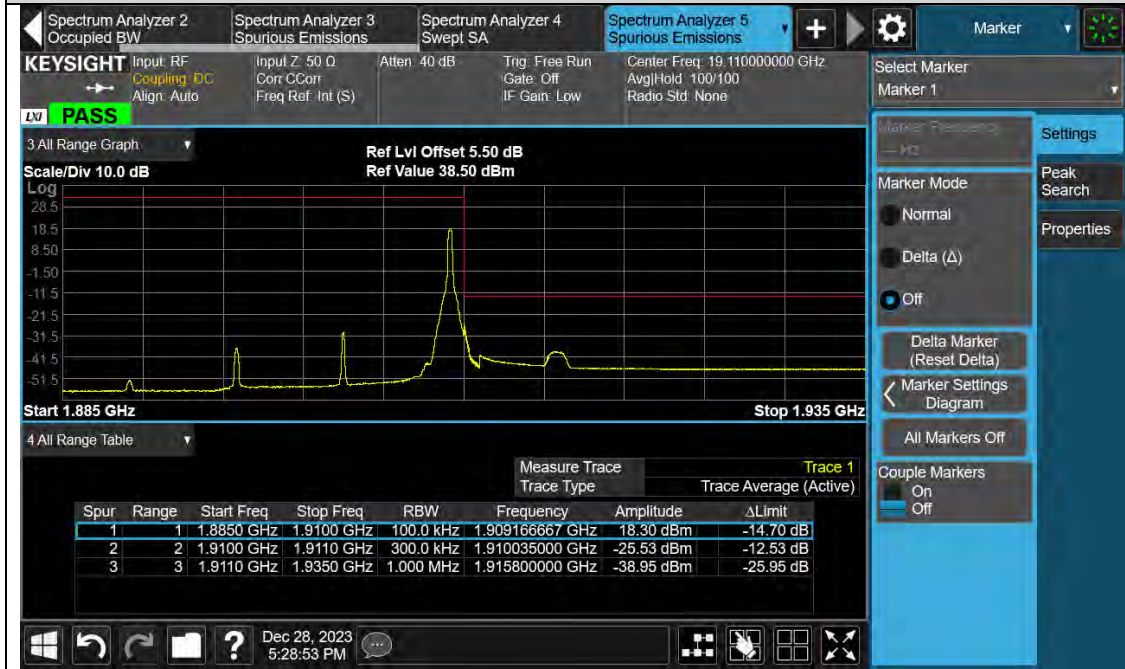 Spectrum Analyzer 2
Occupied BW
Spectrum Analyzer 3
Spurious Emissions
Spectrum Analyzer 4
Swept SA
Spectrum Analyzer 5
Spurious Emissions
+
Marker
KEYSIGHT
Input: RF
Coupling: DC
Align: Auto
Input Z: 50 Ω
Corr CCorr
Freq Ref: Int (S)
Atten: 40 dB
Trig: Free Run
Gate: Off
IF Gain: Low
Center Freq: 19.110000000 GHz
Avg|Hold: 100/100
Radio Std: None
LXI PASS
Select Marker
Marker 1
3 All Range Graph
Ref Lvl Offset 5.50 dB
Scale/Div 10.0 dB
Ref Value 38.50 dBm
Log
28.5
18.5
8.50
-1.50
-11.5
-21.5
-31.5
-41.5
-51.5
Start 1.885 GHz
Stop 1.935 GHz
Marker Frequency
--- Hz
Marker Mode
Normal
Delta (Δ)
Off
Delta Marker
(Reset Delta)
Marker Settings
Diagram
All Markers Off
Couple Markers
On
Off
Settings
Peak
Search
Properties
4 All Range Table
Measure Trace Trace 1
Trace Type Trace Average (Active)
Spur Range Start Freq Stop Freq RBW Frequency Amplitude ΔLimit
1 1 1.8850 GHz 1.9100 GHz 100.0 kHz 1.909166667 GHz 18.30 dBm -14.70 dB
2 2 1.9100 GHz 1.9110 GHz 300.0 kHz 1.910035000 GHz -25.53 dBm -12.53 dB
3 3 1.9110 GHz 1.9350 GHz 1.000 MHz 1.915800000 GHz -38.95 dBm -25.95 dB
?
Dec 28, 2023
5:28:53 PM